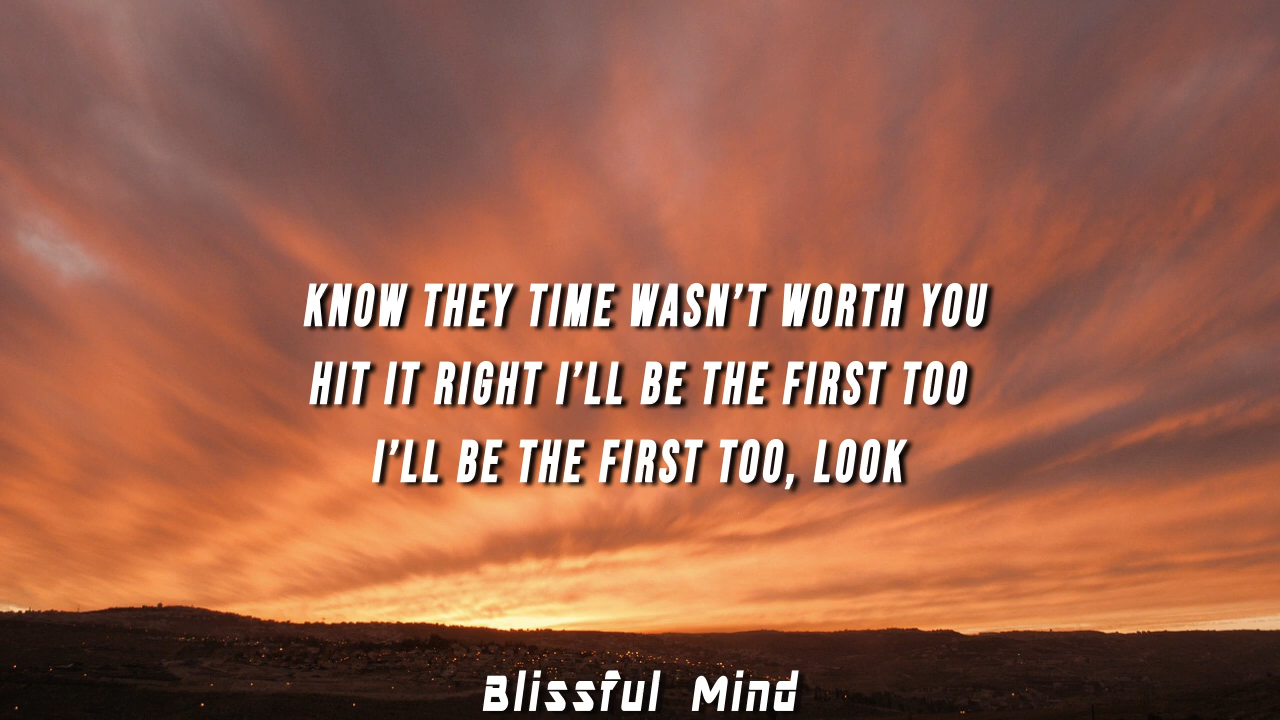 KNOW THEY TIME WASN'T WORTH YOU
HIT IT RIGHT I'LL BE THE FIRST TOO
I'LL BE THE FIRST TOO, LOOK
Blissful Mind